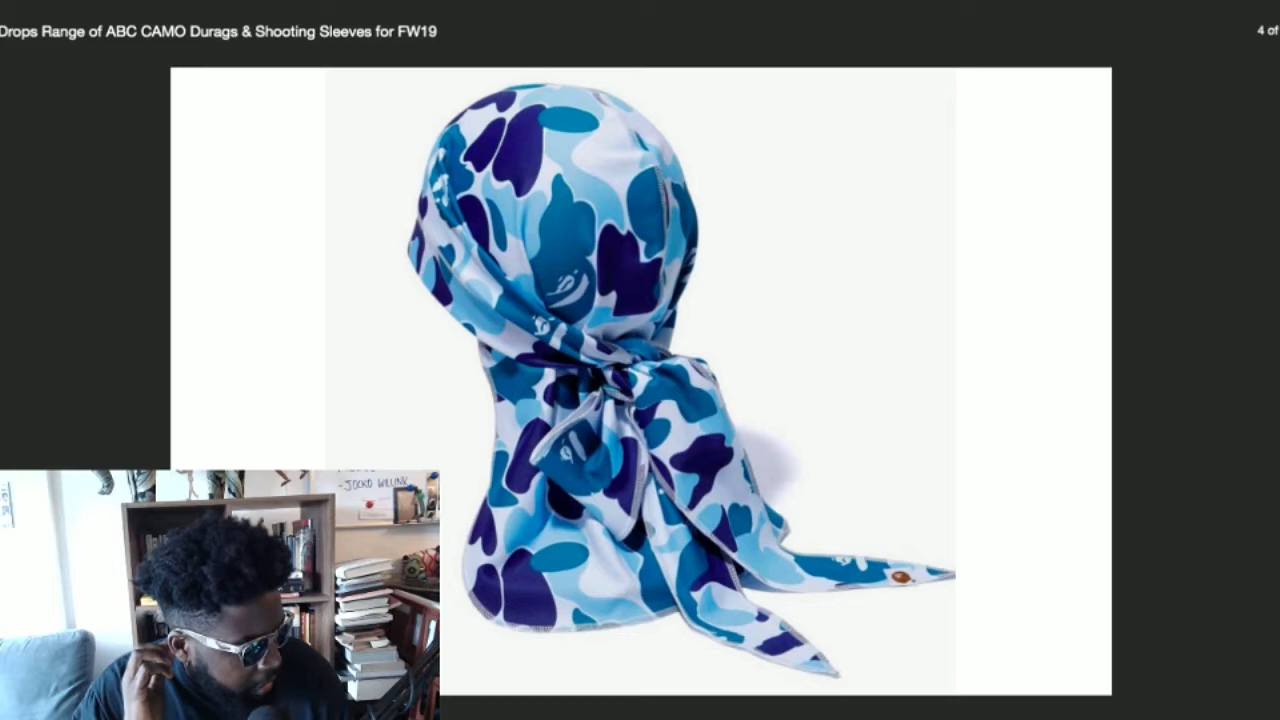 Drops Range of ABC CAMO Durags & Shooting Sleeves for FW19
4 of
-JOCKO WILLINK